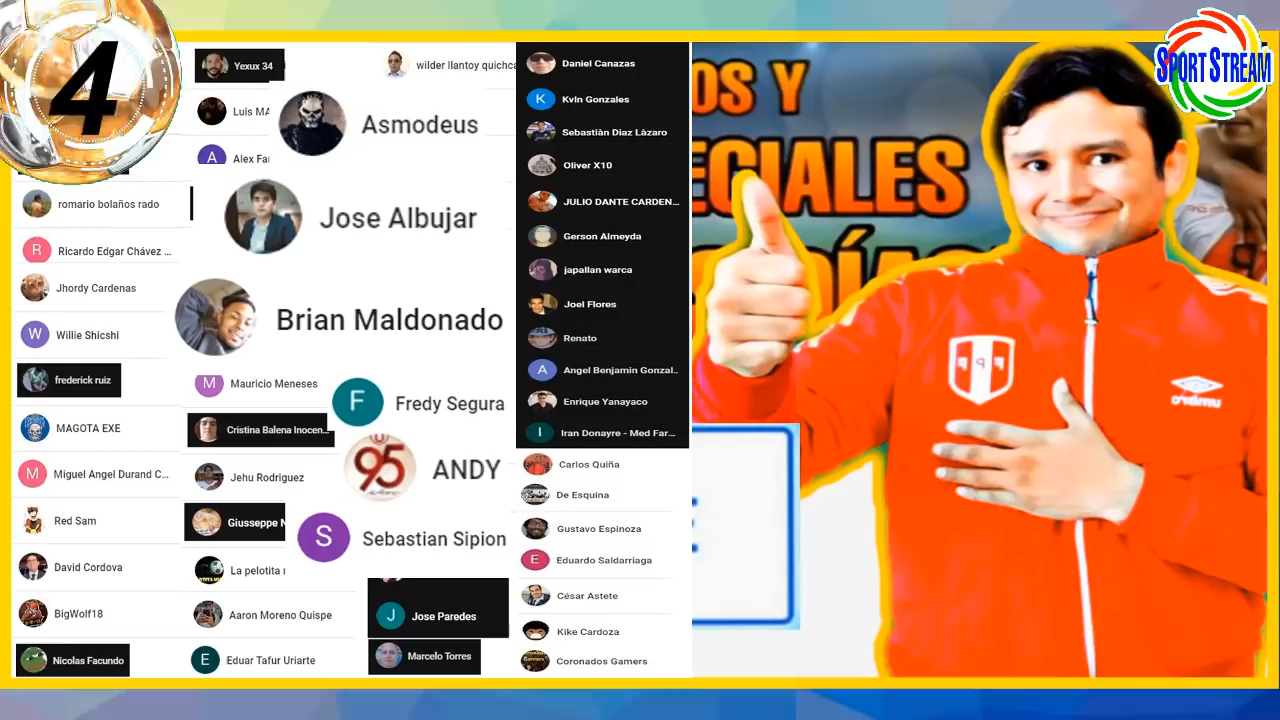 4
Yexux 34
Luis MA
Alex Fa
romario bolaños rado
Ricardo Edgar Chávez ...
Jhordy Cardenas
Willie Shicshi
frederick ruiz
MAGOTA EXE
Miguel Angel Durand C...
Red Sam
David Cordova
BigWolf18
Nicolas Facundo
Mauricio Meneses
Cristina Balena Inocen...
Jehu Rodriguez
Giusseppe N
La pelotita
Aaron Moreno Quispe
Eduar Tafur Uriarte
wilder llantoy quichca
Asmodeus
Jose Albujar
Brian Maldonado
Fredy Segura
95
ANDY
Sebastian Sipion
Jose Paredes
Marcelo Torres
Daniel Canazas
Kvin Gonzales
Sebastiàn Diaz Làzaro
Oliver X10
JULIO DANTE CARDEN...
Gerson Almeyda
japallan warca
Joel Flores
Renato
Angel Benjamin Gonzal..
Enrique Yanayaco
Iran Donayre - Med Far...
Carlos Quiña
De Esquina
Gustavo Espinoza
Eduardo Saldarriaga
César Astete
Kike Cardoza
Coronados Gamers
OS Y
ECIALES
DÍAS
SPORT STREAM